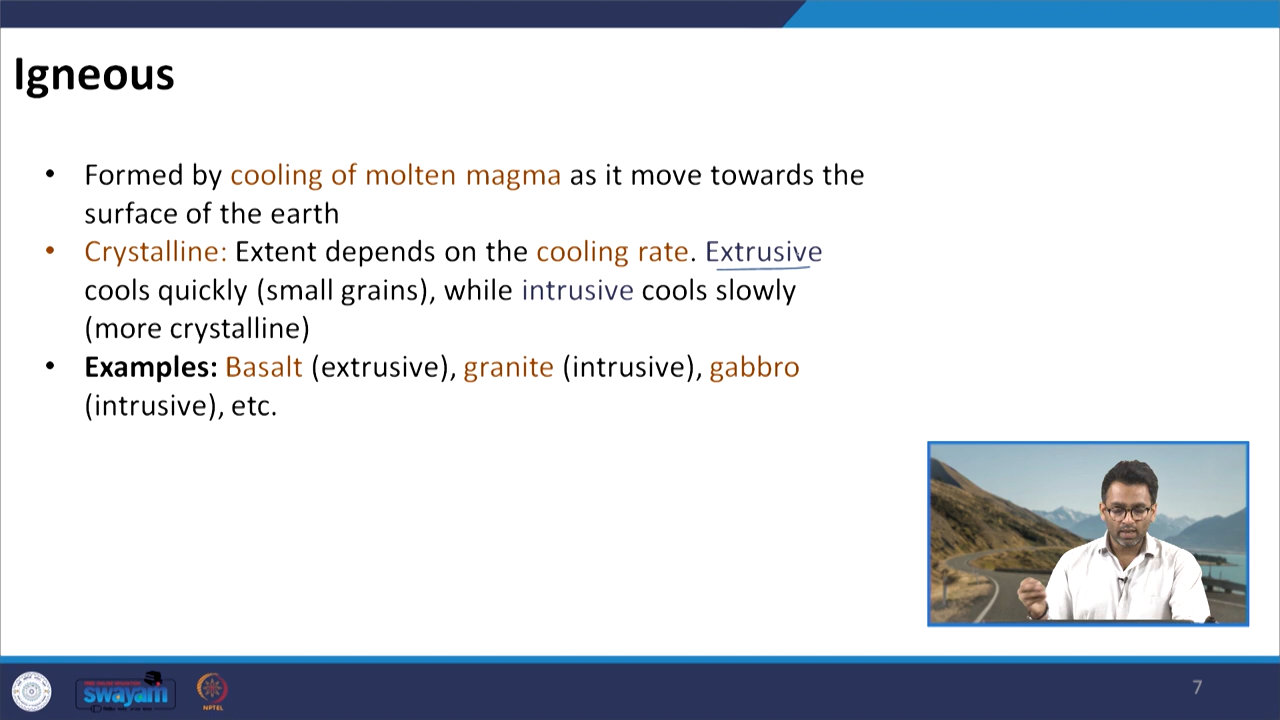 Igneous
• Formed by cooling of molten magma as it move towards the
surface of the earth
• Crystalline: Extent depends on the cooling rate. Extrusive
cools quickly (small grains), while intrusive cools slowly
(more crystalline)
• Examples: Basalt (extrusive), granite (intrusive), gabbro
(intrusive), etc.
swayam
NPTEL
7